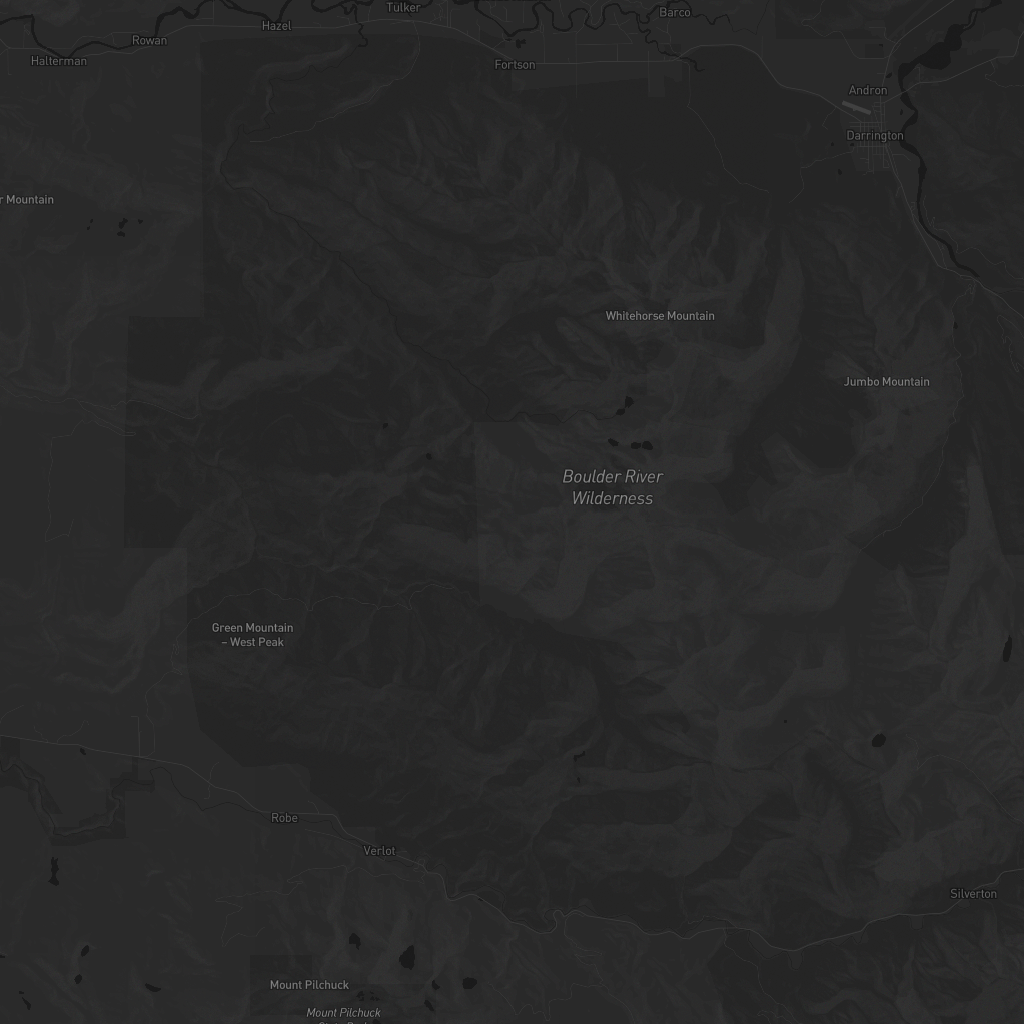 Tulker
Barco
Hazel
Rowan
Halterman
Fortson
Andron
Darrington
r Mountain
Whitehorse Mountain
Jumbo Mountain
Boulder River
Wilderness
Green Mountain
– West Peak
Robe
Verlot
Silverton
Mount Pilchuck
Mount Pilchuck